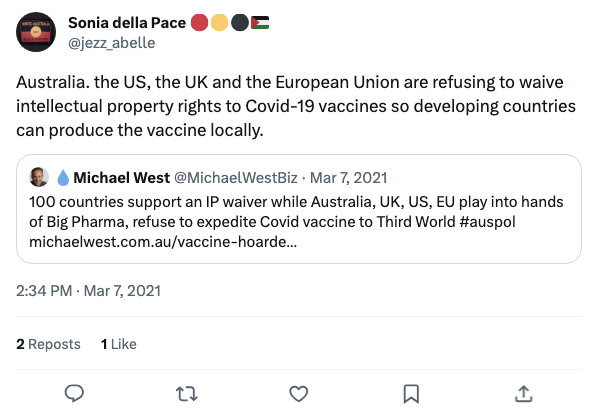 Sonia della Pace
@jezz_abelle
Australia. the US, the UK and the European Union are refusing to waive
intellectual property rights to Covid-19 vaccines so developing countries
can produce the vaccine locally.
Michael West @MichaelWestBiz · Mar 7, 2021
100 countries support an IP waiver while Australia, UK, US, EU play into hands
of Big Pharma, refuse to expedite Covid vaccine to Third World #auspol
michaelwest.com.au/vaccine-hoarde...
2:34 PM · Mar 7, 2021
2 Reposts 1 Like